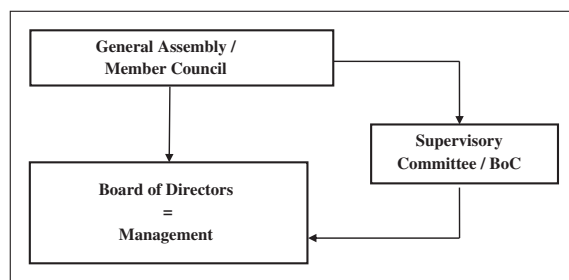 General Assembly /
Member Council
Supervisory
Committee / BoC
Board of Directors
=
Management